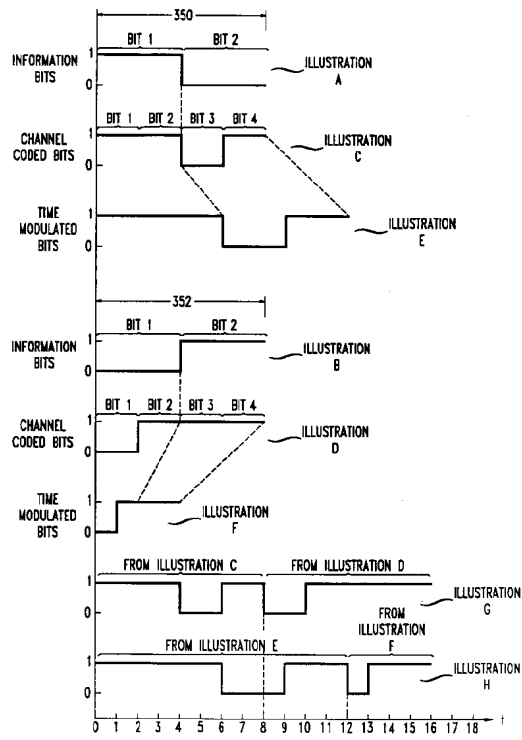 350
BIT 1 BIT 2
INFORMATION BITS 1 0 ILLUSTRATION A
BIT 1 BIT 2 BIT 3 BIT 4
CHANNEL CODED BITS 1 0 ILLUSTRATION C
TIME MODULATED BITS 1 0 ILLUSTRATION E
352
BIT 1 BIT 2
INFORMATION BITS 1 0 ILLUSTRATION B
BIT 1 BIT 2 BIT 3 BIT 4
CHANNEL CODED BITS 1 0 ILLUSTRATION D
TIME MODULATED BITS 1 0 ILLUSTRATION F
FROM ILLUSTRATION C FROM ILLUSTRATION D
1 0 ILLUSTRATION G
FROM ILLUSTRATION E FROM ILLUSTRATION F
1 0 ILLUSTRATION H
0 1 2 3 4 5 6 7 8 9 10 11 12 13 14 15 16 17 18 t